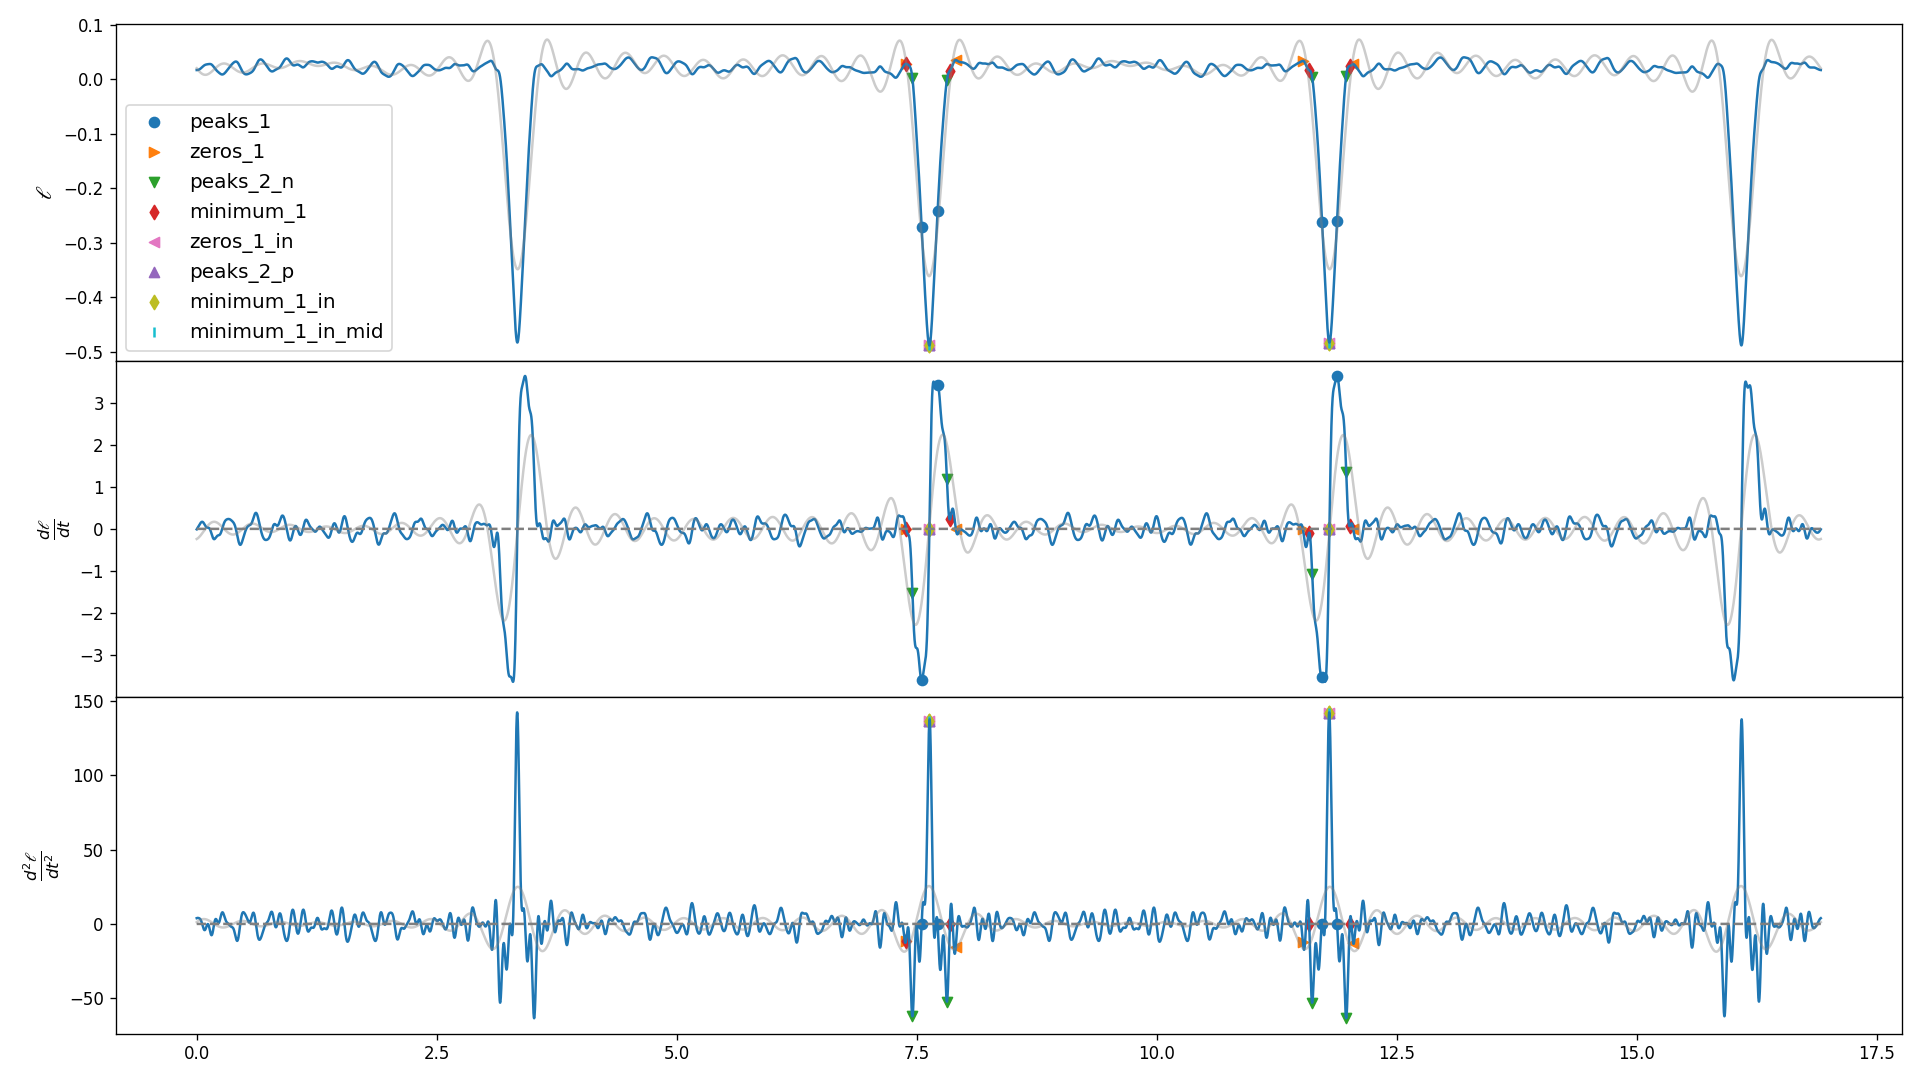 0.1
0.0
−0.1
−0.2
−0.3
−0.4
−0.5
ℓ
peaks_1
zeros_1
peaks_2_n
minimum_1
zeros_1_in
peaks_2_p
minimum_1_in
minimum_1_in_mid
3
2
1
0
−1
−2
−3
dℓ
dt
150
100
50
0
−50
d²ℓ
dt²
0.0 2.5 5.0 7.5 10.0 12.5 15.0 17.5